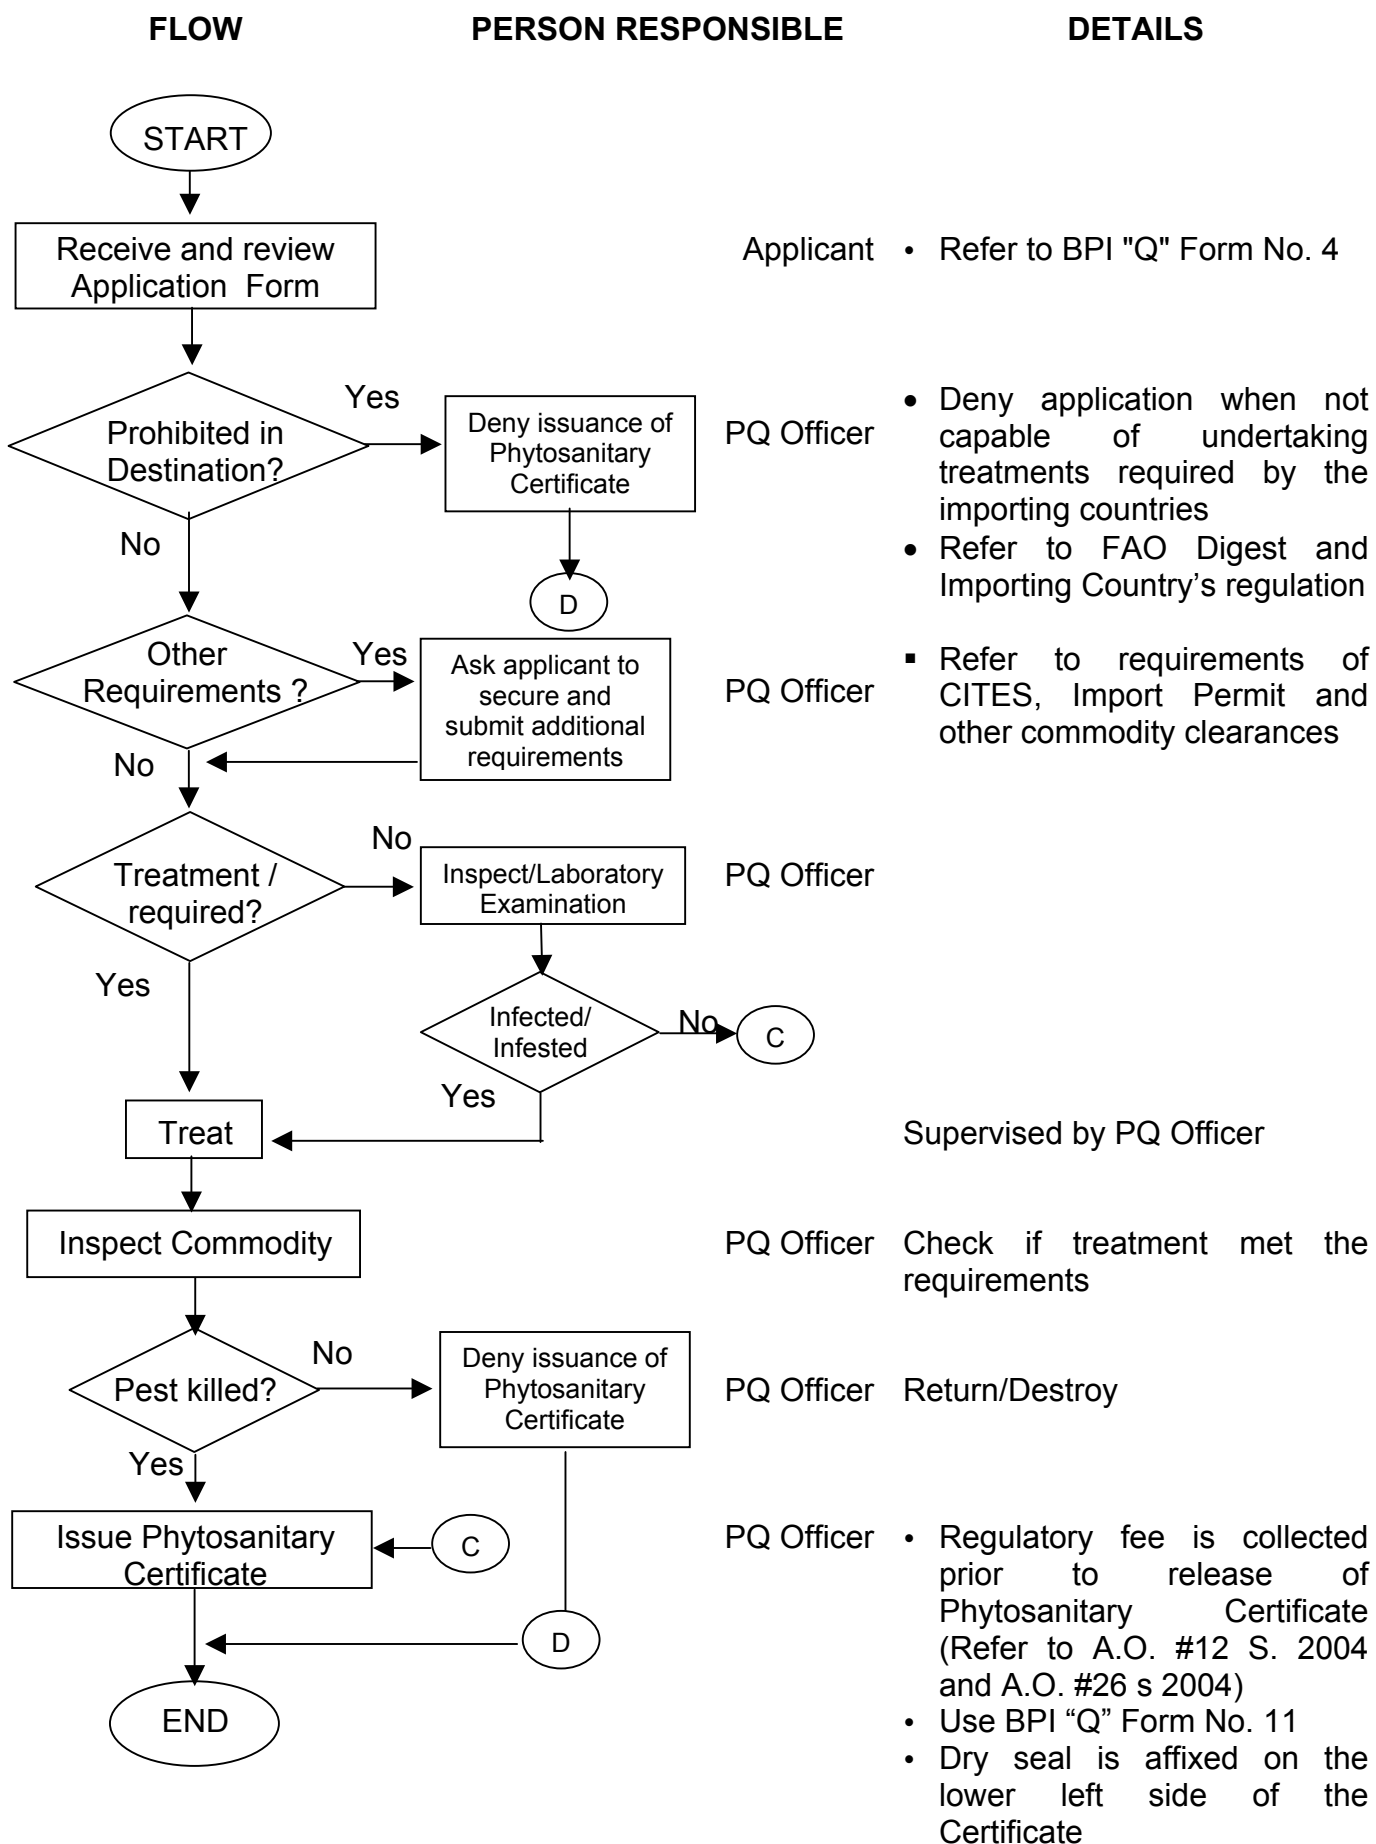 FLOW PERSON RESPONSIBLE DETAILS
START
Receive and review
Application Form
Applicant • Refer to BPI "Q" Form No. 4
Prohibited in
Destination?
Yes
No
Deny issuance of
Phytosanitary
Certificate
D
PQ Officer
• Deny application when not
capable of undertaking
treatments required by the
importing countries
• Refer to FAO Digest and
Importing Country’s regulation
Other
Requirements ?
Yes
No
Ask applicant to
secure and
submit additional
requirements
PQ Officer
▪ Refer to requirements of
CITES, Import Permit and
other commodity clearances
Treatment /
required?
No
Yes
Inspect/Laboratory
Examination
PQ Officer
Infected/
Infested
No
C
Yes
Treat
Supervised by PQ Officer
Inspect Commodity
PQ Officer
Check if treatment met the
requirements
Pest killed?
No
Yes
Deny issuance of
Phytosanitary
Certificate
PQ Officer
Return/Destroy
Issue Phytosanitary
Certificate
C
PQ Officer
• Regulatory fee is collected
prior to release of
Phytosanitary Certificate
(Refer to A.O. #12 S. 2004
and A.O. #26 s 2004)
• Use BPI “Q” Form No. 11
• Dry seal is affixed on the
lower left side of the
Certificate
D
END